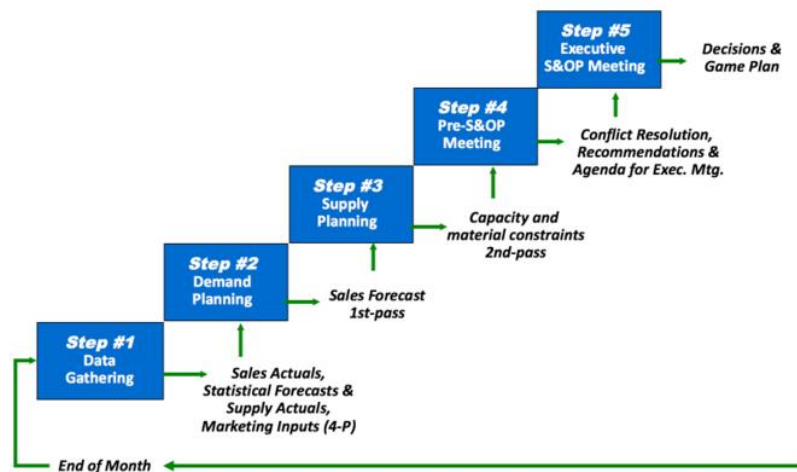 Step #5
Executive
S&OP Meeting
Decisions &
Game Plan
Step #4
Pre-S&OP
Meeting
Conflict Resolution,
Recommendations &
Agenda for Exec. Mtg.
Step #3
Supply
Planning
Capacity and
material constraints
2nd-pass
Step #2
Demand
Planning
Sales Forecast
1st-pass
Step #1
Data
Gathering
Sales Actuals,
Statistical Forecasts &
Supply Actuals,
Marketing Inputs (4-P)
End of Month